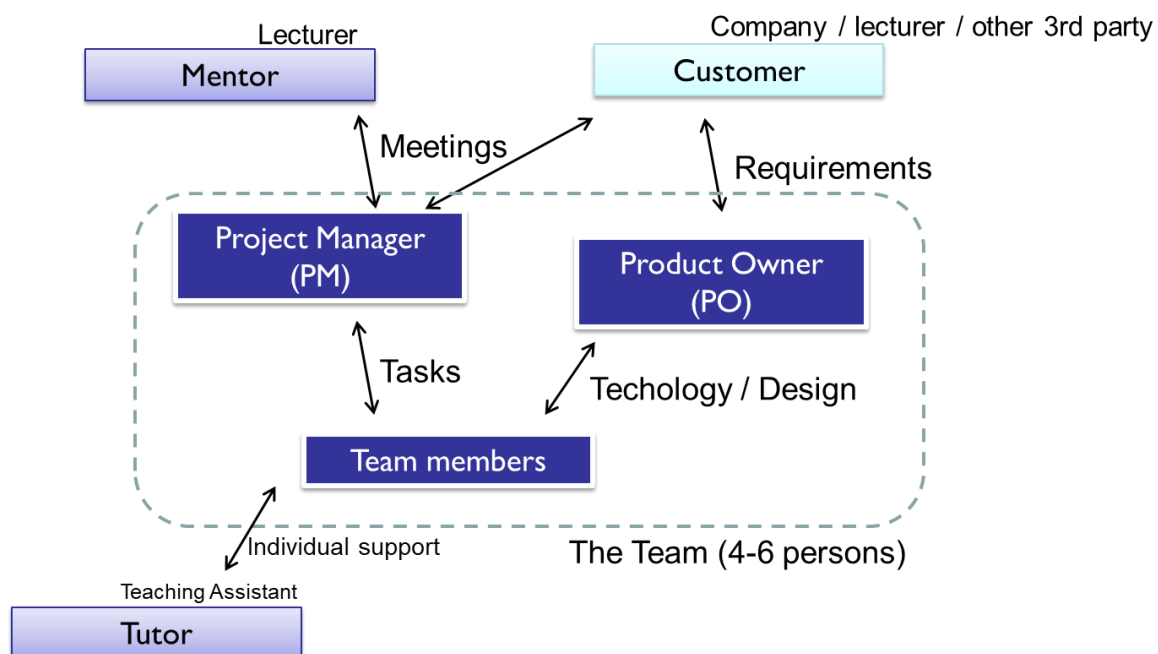 Lecturer
Mentor
Company / lecturer / other 3rd party
Customer
Meetings
Requirements
Project Manager
(PM)
Product Owner
(PO)
Tasks
Techology / Design
Team members
Individual support
The Team (4-6 persons)
Teaching Assistant
Tutor